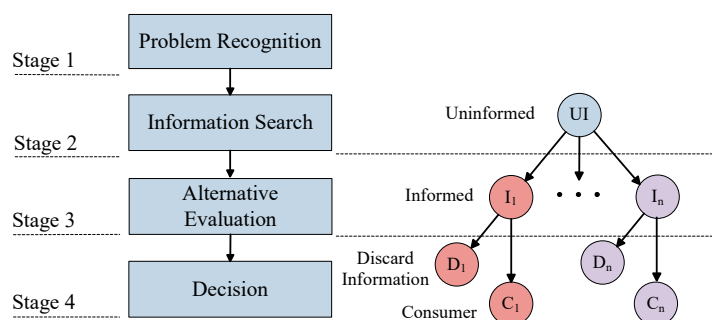 Problem Recognition
Stage 1
Information Search
Stage 2
Alternative
Evaluation
Stage 3
Decision
Stage 4
Uninformed
UI
Informed
I₁
• • •
Iₙ
Discard
Information
D₁
Dₙ
Consumer
C₁
Cₙ